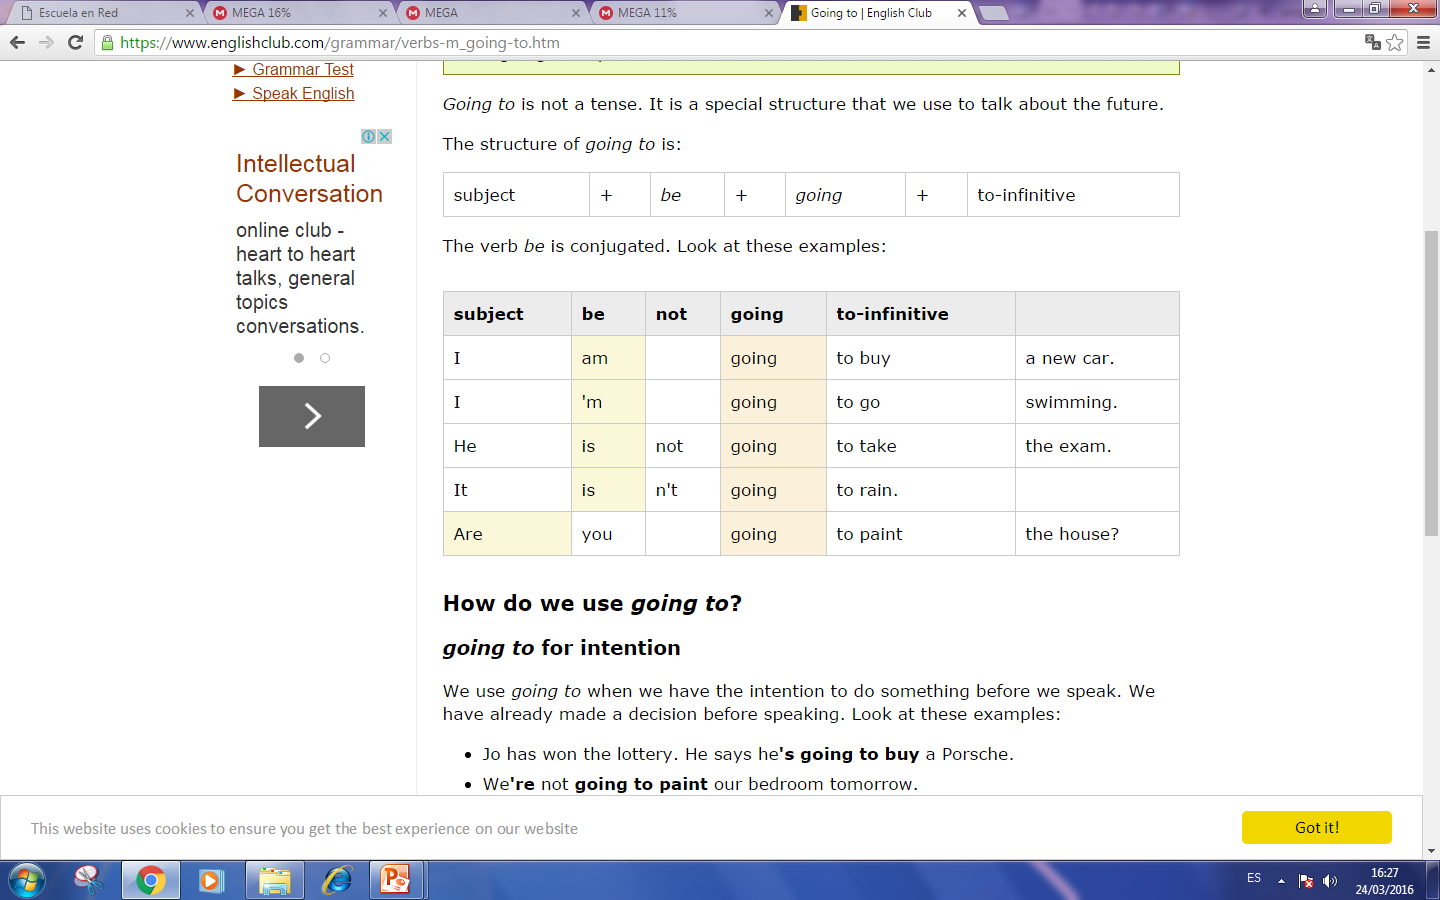 Escuela en Red
MEGA 16%
MEGA
MEGA 11%
Going to | English Club
https://www.englishclub.com/grammar/verbs-m_going-to.htm
► Grammar Test
► Speak English
Intellectual
Conversation
online club -
heart to heart
talks, general
topics
conversations.
Going to is not a tense. It is a special structure that we use to talk about the future.
The structure of going to is:
subject + be + going + to-infinitive
The verb be is conjugated. Look at these examples:
subject be not going to-infinitive
I am going to buy a new car.
I 'm going to go swimming.
He is not going to take the exam.
It is n't going to rain.
Are you going to paint the house?
How do we use going to?
going to for intention
We use going to when we have the intention to do something before we speak. We
have already made a decision before speaking. Look at these examples:
• Jo has won the lottery. He says he's going to buy a Porsche.
• We're not going to paint our bedroom tomorrow.
This website uses cookies to ensure you get the best experience on our website
Got it!
ES
16:27
24/03/2016